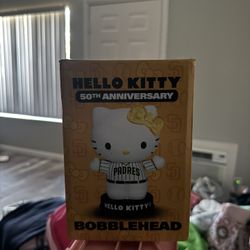 HELLO KITTY
50TH ANNIVERSARY
PADRES
HELLO KITTY
BOBBLEHEAD